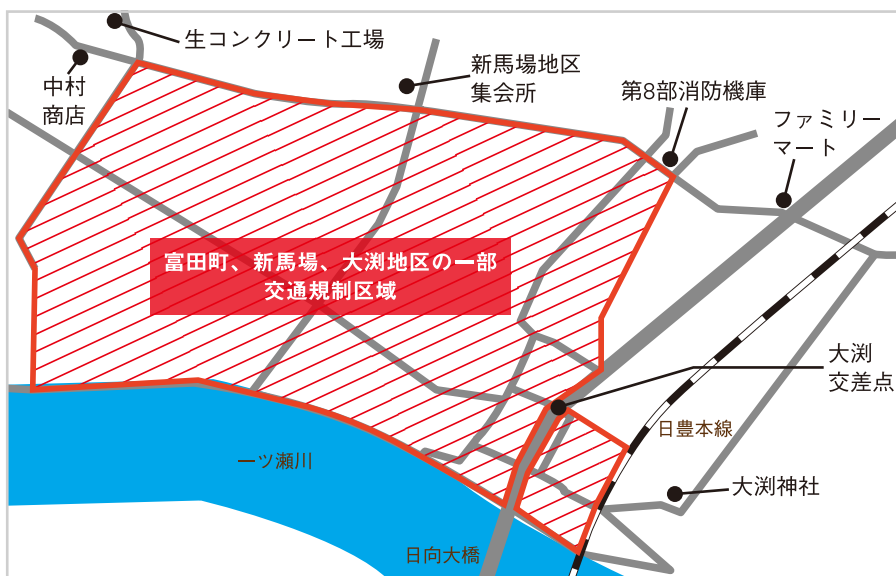 生コンクリート工場
中村
商店
新馬場地区
集会所
第8部消防機庫
ファミリー
マート
富田町、新馬場、大渕地区の一部
交通規制区域
大渕
交差点
日豊本線
一ツ瀬川
大渕神社
日向大橋